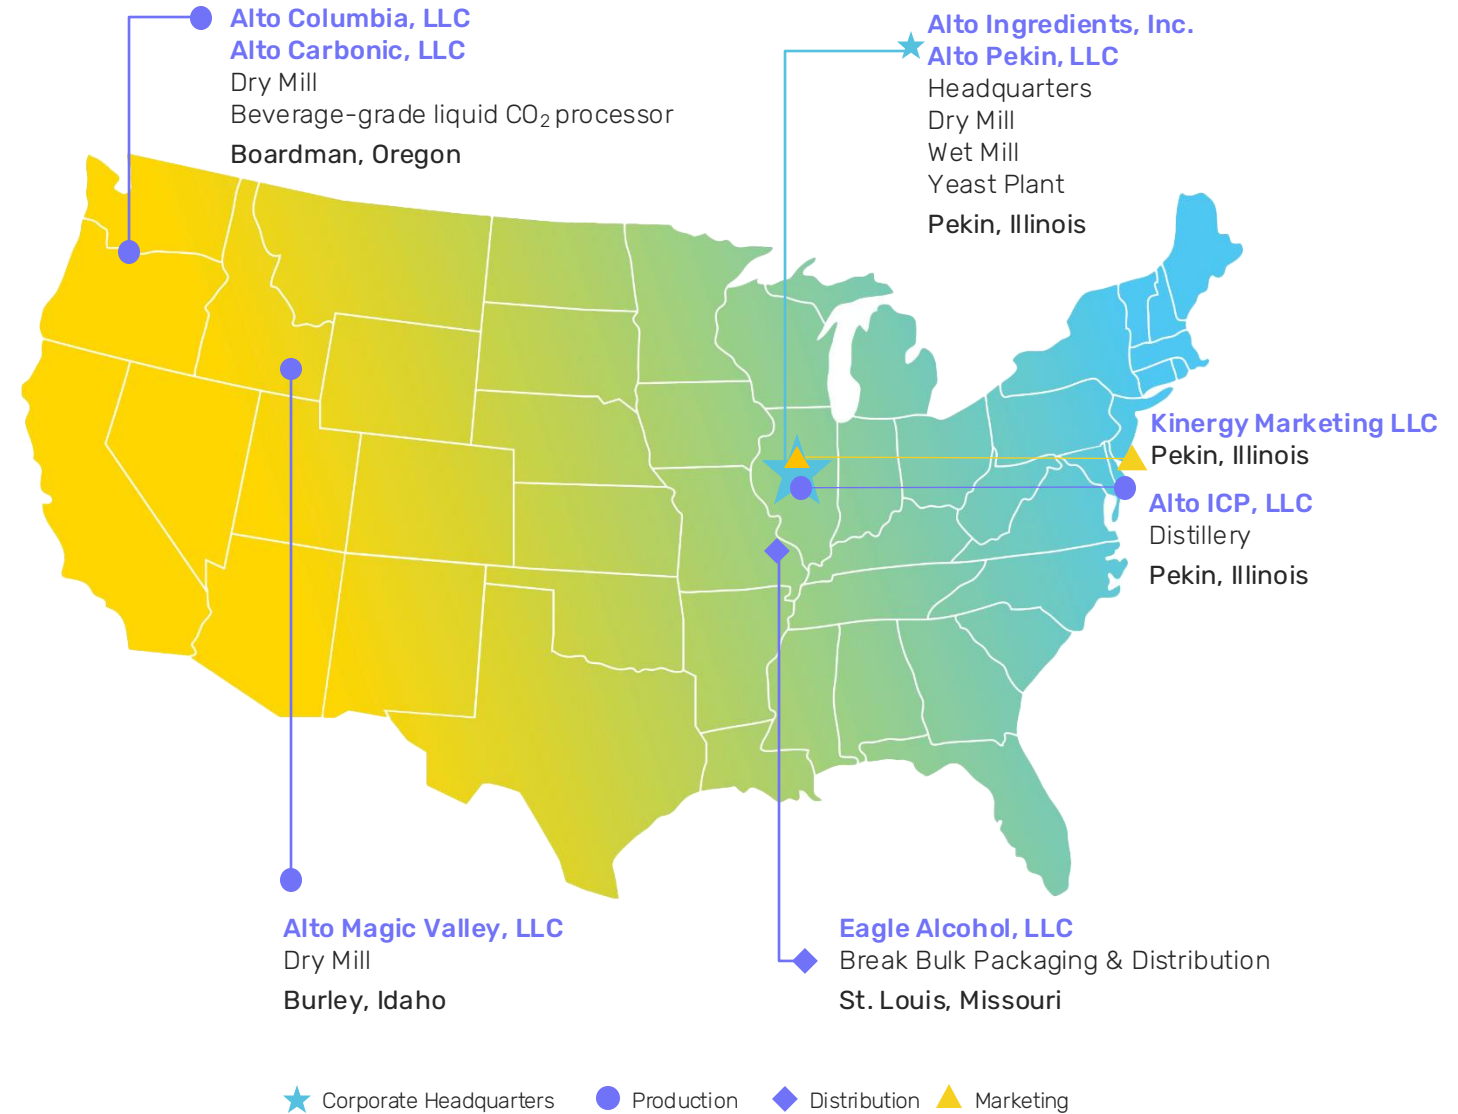 Alto Columbia, LLC
Alto Carbonic, LLC
Dry Mill
Beverage-grade liquid CO₂ processor
Boardman, Oregon
Alto Ingredients, Inc.
Alto Pekin, LLC
Headquarters
Dry Mill
Wet Mill
Yeast Plant
Pekin, Illinois
Kinergy Marketing LLC
Pekin, Illinois
Alto ICP, LLC
Distillery
Pekin, Illinois
Alto Magic Valley, LLC
Dry Mill
Burley, Idaho
Eagle Alcohol, LLC
Break Bulk Packaging & Distribution
St. Louis, Missouri
Corporate Headquarters Production Distribution Marketing